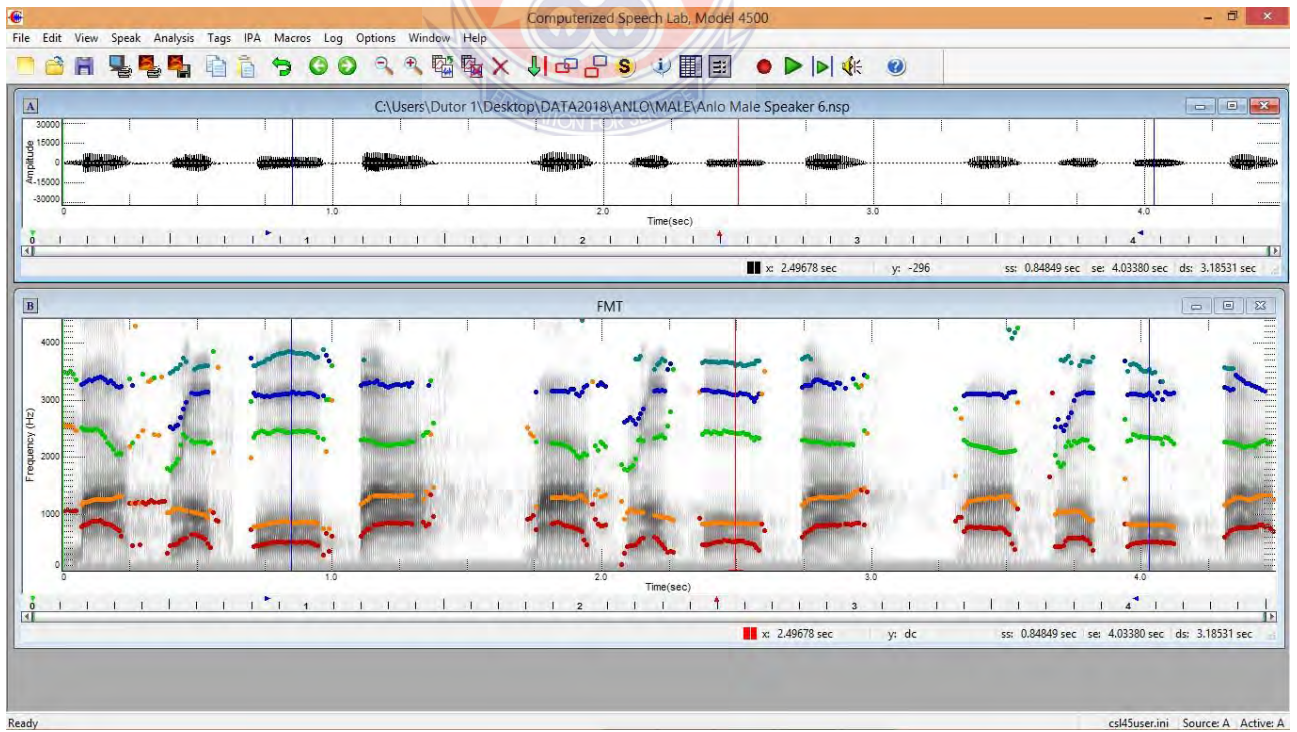 Computerized Speech Lab, Model 4500
File Edit View Speak Analysis Tags IPA Macros Log Options Window Help
EDUCATION FOR SERVICE
A
C:\Users\Dutor 1\Desktop\DATA2018\ANLO\MALE\Anlo Male Speaker 6.nsp
Amplitude
30000
15000
0
-15000
-30000
0 1.0 2.0 3.0 4.0
Time(sec)
0 1 2 3 4
x: 2.49678 sec y: -296 ss: 0.84849 sec se: 4.03380 sec ds: 3.18531 sec
B
FMT
Frequency (Hz)
4000
3000
2000
1000
0
0 1.0 2.0 3.0 4.0
Time(sec)
0 1 2 3 4
x: 2.49678 sec y: dc ss: 0.84849 sec se: 4.03380 sec ds: 3.18531 sec
Ready csl45user.ini Source: A Active: A